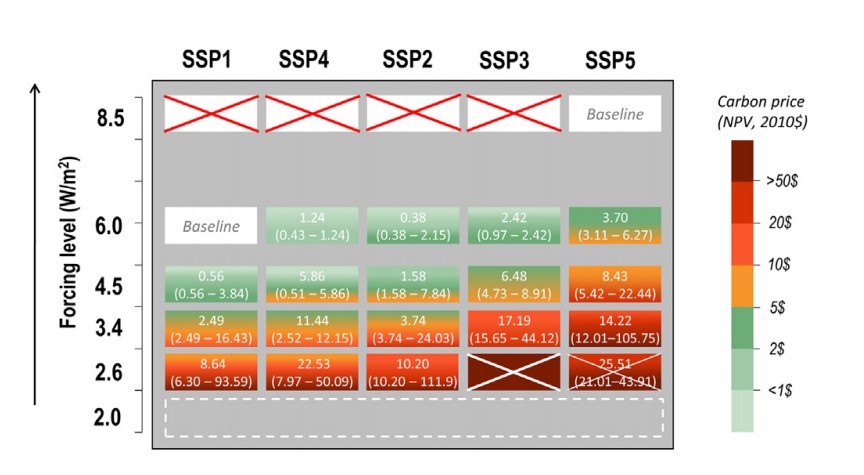 SSP1 SSP4 SSP2 SSP3 SSP5
Carbon price
(NPV, 2010$)
8.5 Baseline
>50$
6.0 Baseline 1.24 0.38 2.42 3.70
(0.43 – 1.24) (0.38 – 2.15) (0.97 – 2.42) (3.11 – 6.27)
20$
10$
4.5 0.56 5.86 1.58 6.48 8.43
(0.56 – 3.84) (0.51 – 5.86) (1.58 – 7.84) (4.73 – 8.91) (5.42 – 22.44)
5$
3.4 2.49 11.44 3.74 17.19 14.22
(2.49 – 16.43) (2.52 – 12.15) (3.74 – 24.03) (15.65 – 44.12) (12.01–105.75)
2$
2.6 8.64 22.53 10.20 25.51
(6.30 – 93.59) (7.97 – 50.09) (10.20 – 111.9) (21.01–43.91)
<1$
2.0
Forcing level (W/m²)